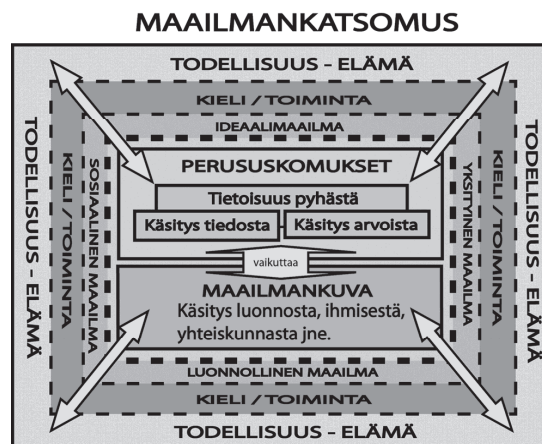 MAAILMANKATSOMUS
TODELLISUUS - ELÄMÄ
KIELI / TOIMINTA
IDEAALIMAAILMA
TODELLISUUS - ELÄMÄ
KIELI / TOIMINTA
SOSIAALINEN MAAILMA
PERUSUSKOMUKSET
Tietoisuus pyhästä
Käsitys tiedosta
Käsitys arvoista
vaikuttaa
MAAILMANKUVA
Käsitys luonnosta, ihmisestä,
yhteiskunnasta jne.
YKSITYINEN MAAILMA
KIELI / TOIMINTA
TODELLISUUS - ELÄMÄ
LUONNOLLINEN MAAILMA
KIELI / TOIMINTA
TODELLISUUS - ELÄMÄ